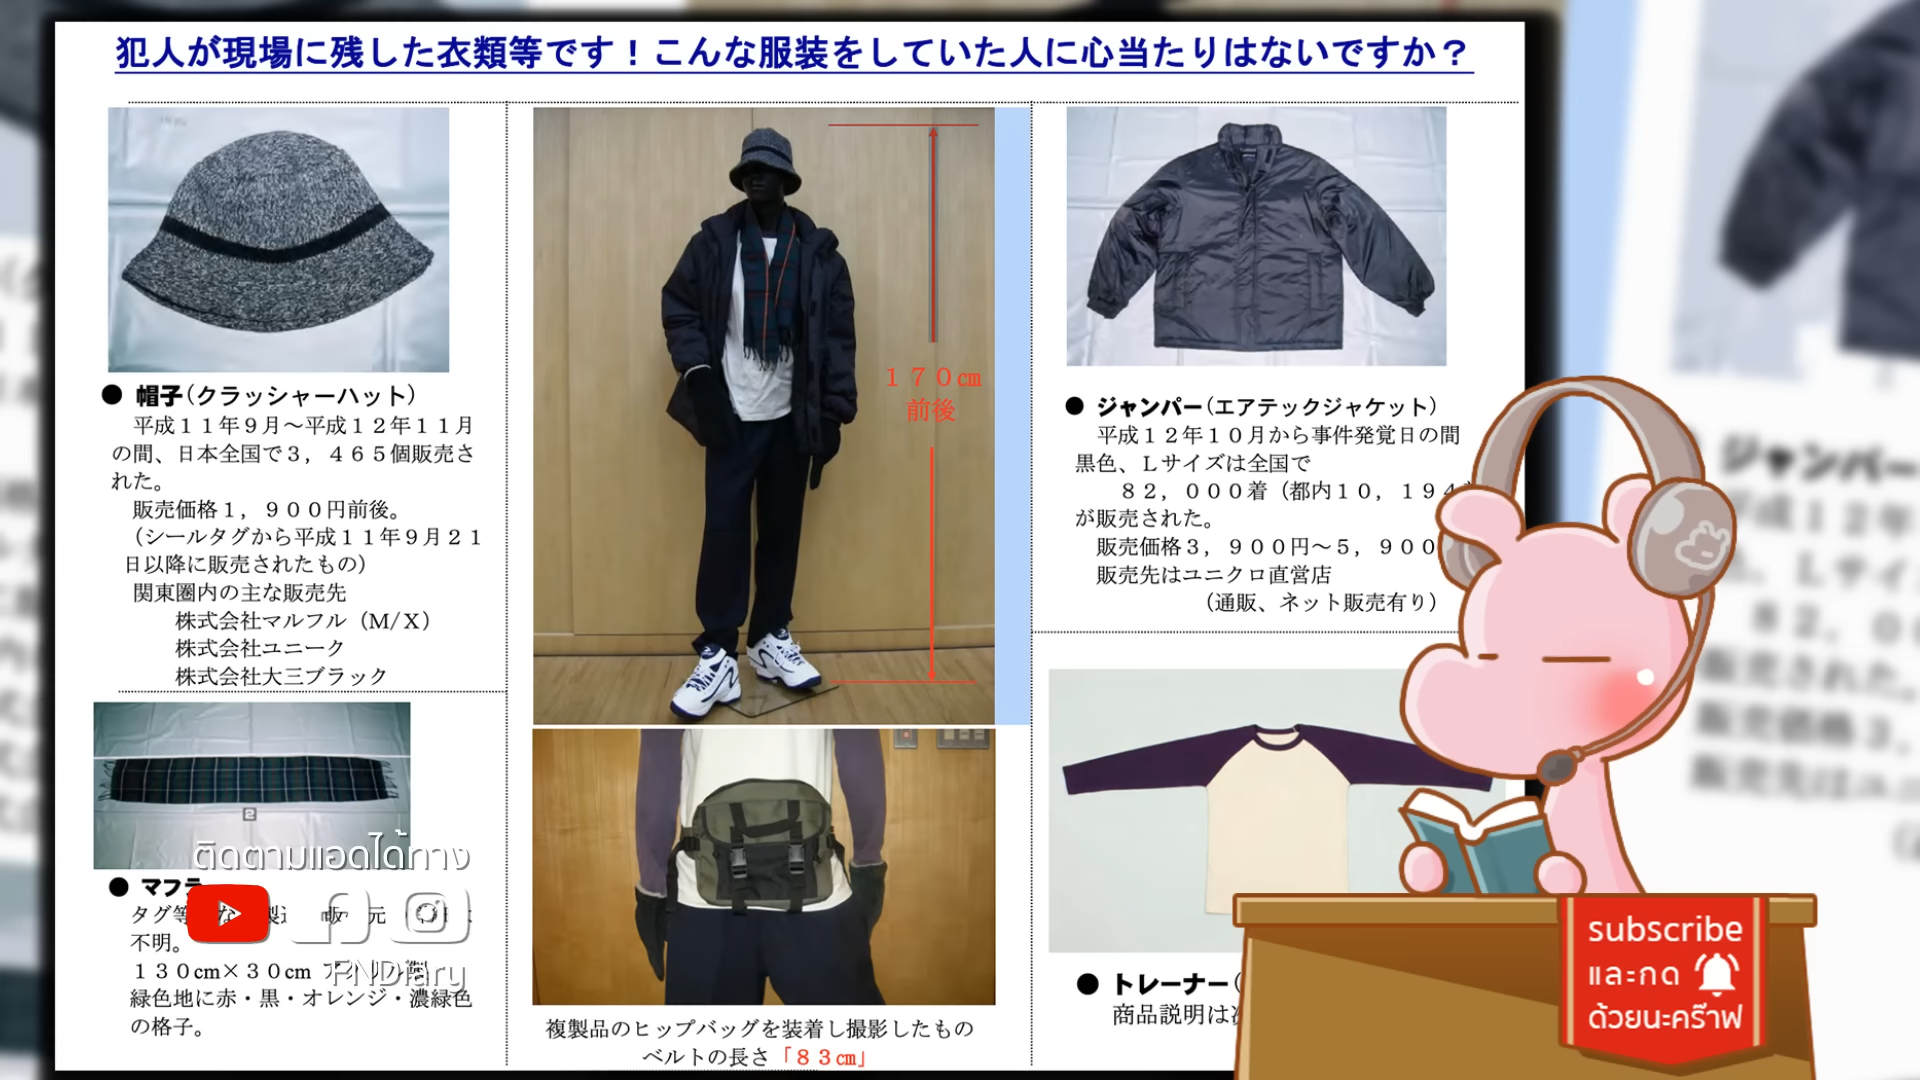 犯人が現場に残した衣類等です！こんな服装をしていた人に心当たりはないですか？
● 帽子(クラッシャーハット)
平成１１年９月～平成１２年１１月
の間、日本全国で３，４６５個販売さ
れた。
販売価格１，９００円前後。
（シールタグから平成１１年９月２１
日以降に販売されたもの）
関東圏内の主な販売先
株式会社マルフル（M/X）
株式会社ユニーク
株式会社大三ブラック
2
● マフラ
タグ等
不明。
１３０cm×３０cm
緑色地に赤・黒・オレンジ・濃緑色
の格子。
ติดตามแอดได้ทาง
FNDiary
１７０㎝
前後
複製品のヒップバッグを装着し撮影したもの
ベルトの長さ「８３㎝」
● ジャンパー(エアテックジャケット)
平成１２年１０月から事件発覚日の間
黒色、Ｌサイズは全国で
８２，０００着（都内１０，１９４
が販売された。
販売価格３，９００円～５，９００
販売先はユニクロ直営店
（通販、ネット販売有り）
● トレーナー(
商品説明は
subscribe
และกด
ด้วยนะคร๊าฟ